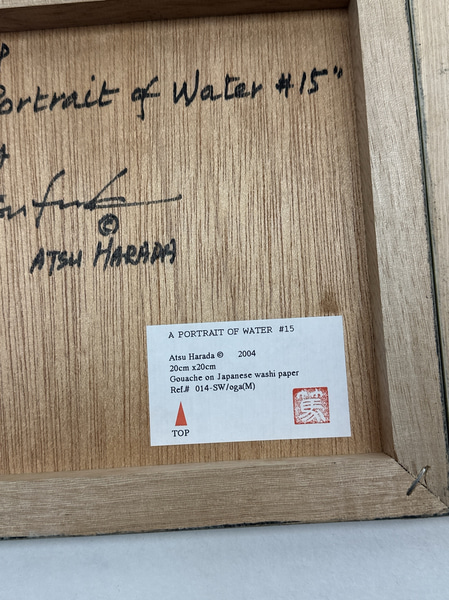 Portrait of Water #15"
©
ATSU HARADA
A PORTRAIT OF WATER #15
Atsu Harada © 2004
20cm x20cm
Gouache on Japanese washi paper
Ref.# 014-SW/oga(M)
TOP